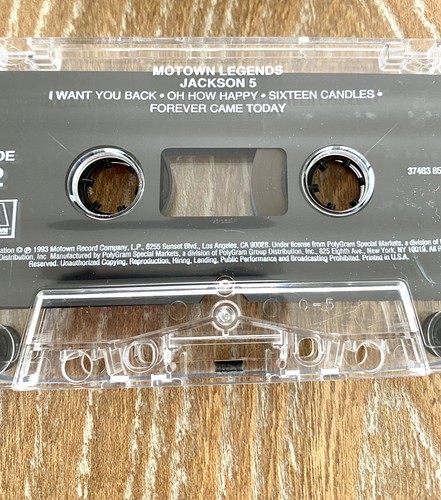 MOTOWN LEGENDS
JACKSON 5
I WANT YOU BACK • OH HOW HAPPY • SIXTEEN CANDLES •
FOREVER CAME TODAY
37463 85
© 1993 Motown Record Company, L.P., 6255 Sunset Blvd., Los Angeles, CA 90028. Under license from PolyGram Special Markets, a division of
Distribution, Inc. Manufactured by PolyGram Special Markets, a division of PolyGram Group Distribution, Inc. 825 Eighth Ave., New York, NY 10019. All
Reserved. Unauthorized Copying, Reproduction, Hiring, Lending, Public Performance and Broadcasting Prohibited. Printed in U.S.A.
0-5